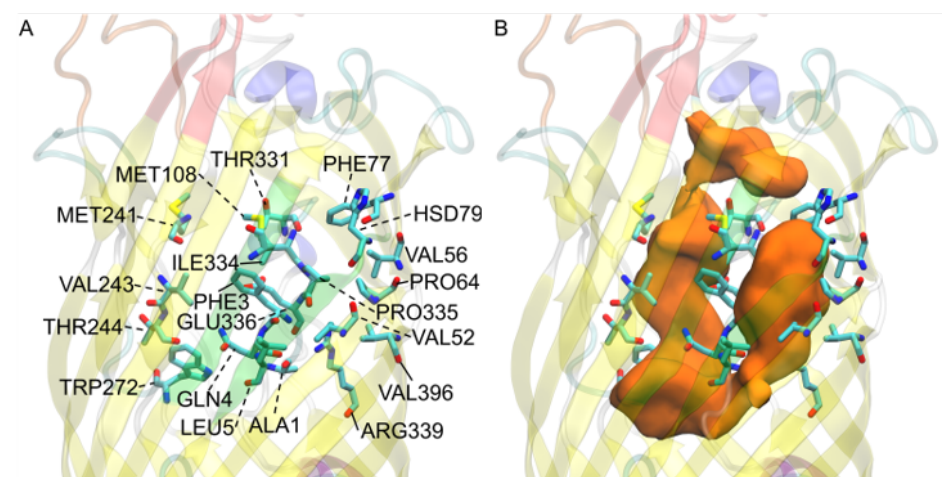 A
B
THR331
MET108
PHE77
MET241
HSD79
VAL56
ILE334
VAL243
PHE3
PRO64
GLU336
PRO335
THR244
VAL52
TRP272
GLN4
VAL396
LEU5
ALA1
ARG339